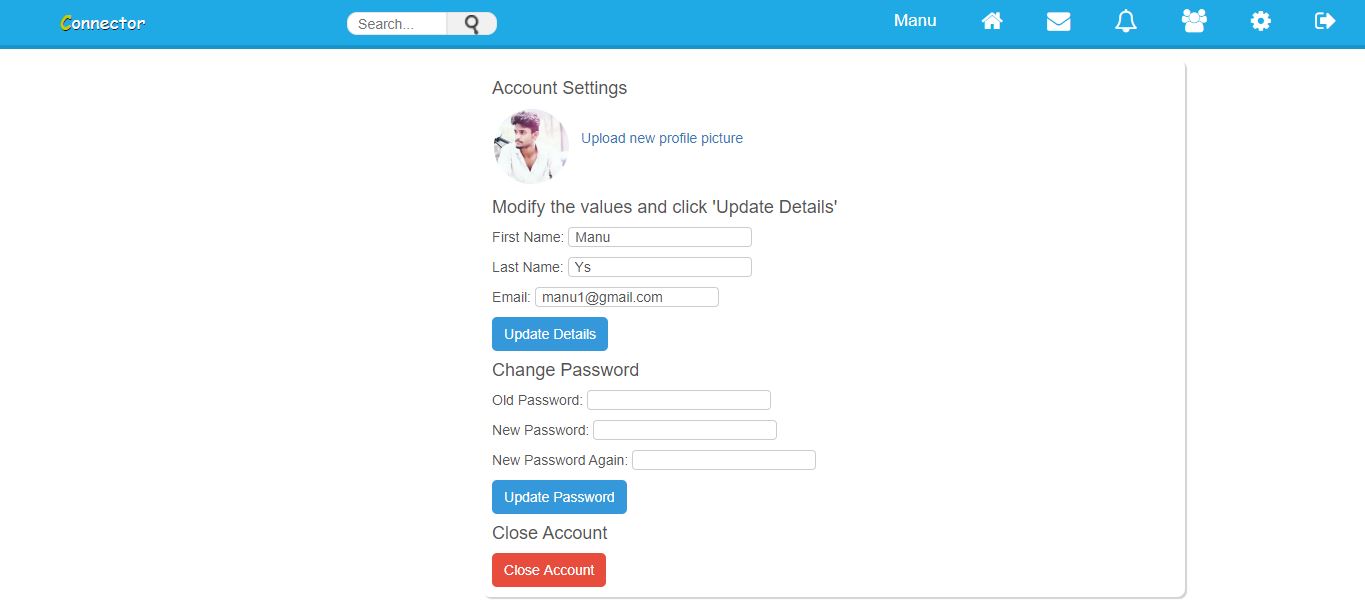 Connector
Search...
Manu
Account Settings
Upload new profile picture
Modify the values and click 'Update Details'
First Name: Manu
Last Name: Ys
Email: manu1@gmail.com
Update Details
Change Password
Old Password:
New Password:
New Password Again:
Update Password
Close Account
Close Account